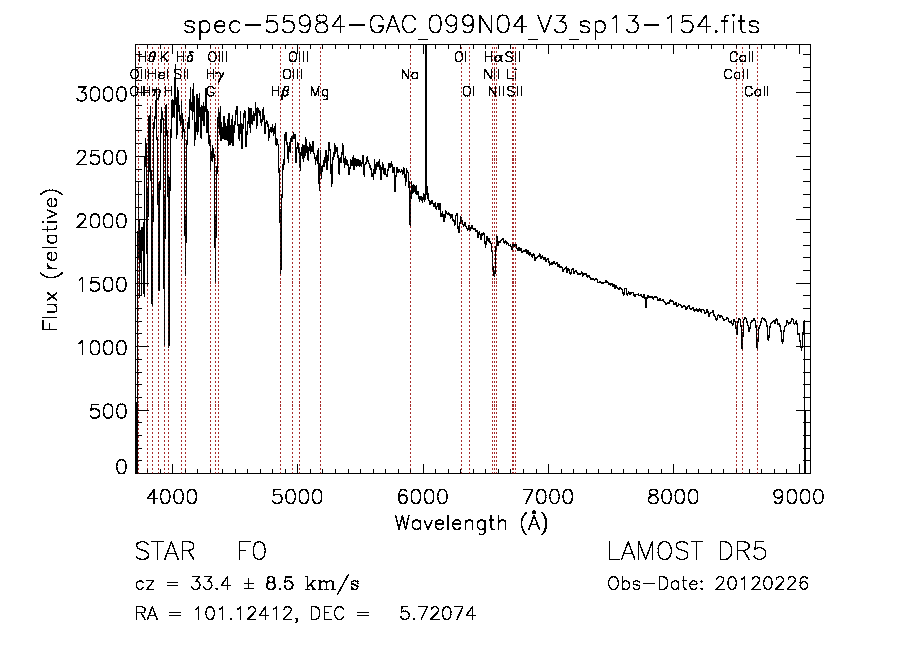 spec-55984-GAC_099N04_V3_sp13-154.fits
Hθ K Hδ OIII OIII OI Hα SII CaII
OII HeI SII Hγ OIII Na NII Li CaII
OII Hη H G Hβ Mg OI NII SII CaII
3000
2500
2000
1500
1000
500
0
Flux (relative)
4000 5000 6000 7000 8000 9000
Wavelength (Å)
STAR F0 LAMOST DR5
cz = 33.4 ± 8.5 km/s Obs-Date: 20120226
RA = 101.12412, DEC = 5.72074